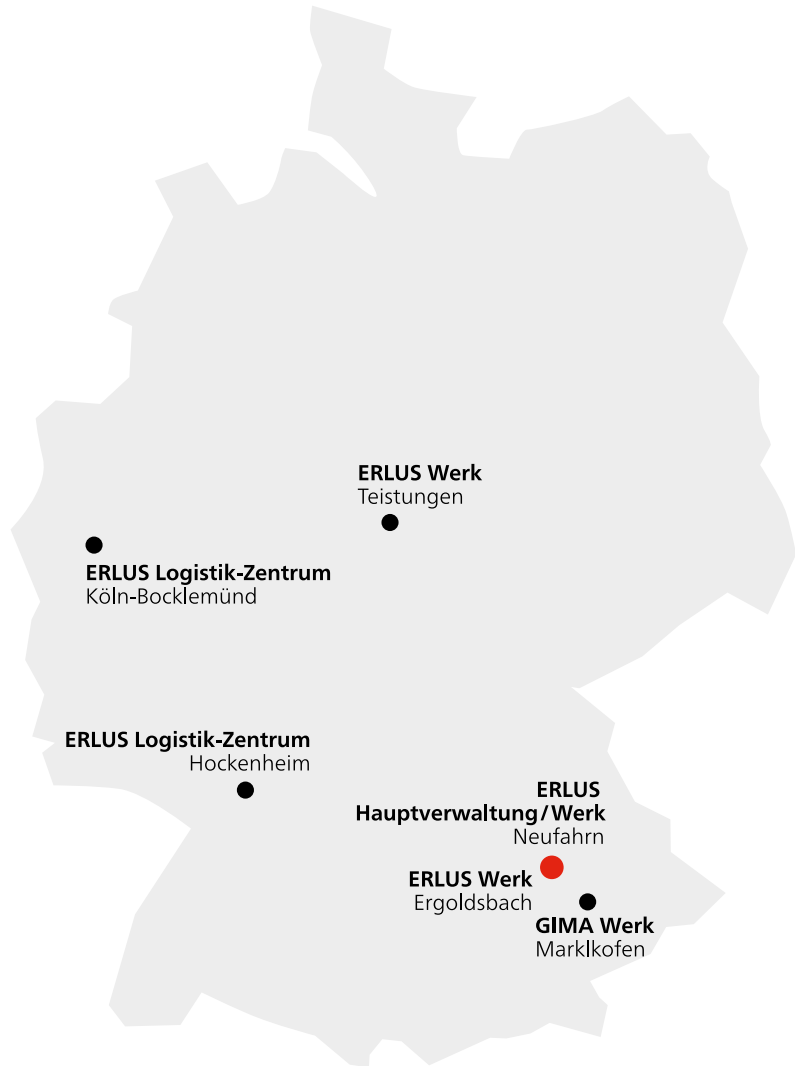 ERLUS Werk
Teistungen
ERLUS Logistik-Zentrum
Köln-Bocklemünd
ERLUS Logistik-Zentrum
Hockenheim
ERLUS
Hauptverwaltung/Werk
Neufahrn
ERLUS Werk
Ergoldsbach
GIMA Werk
Marklkofen